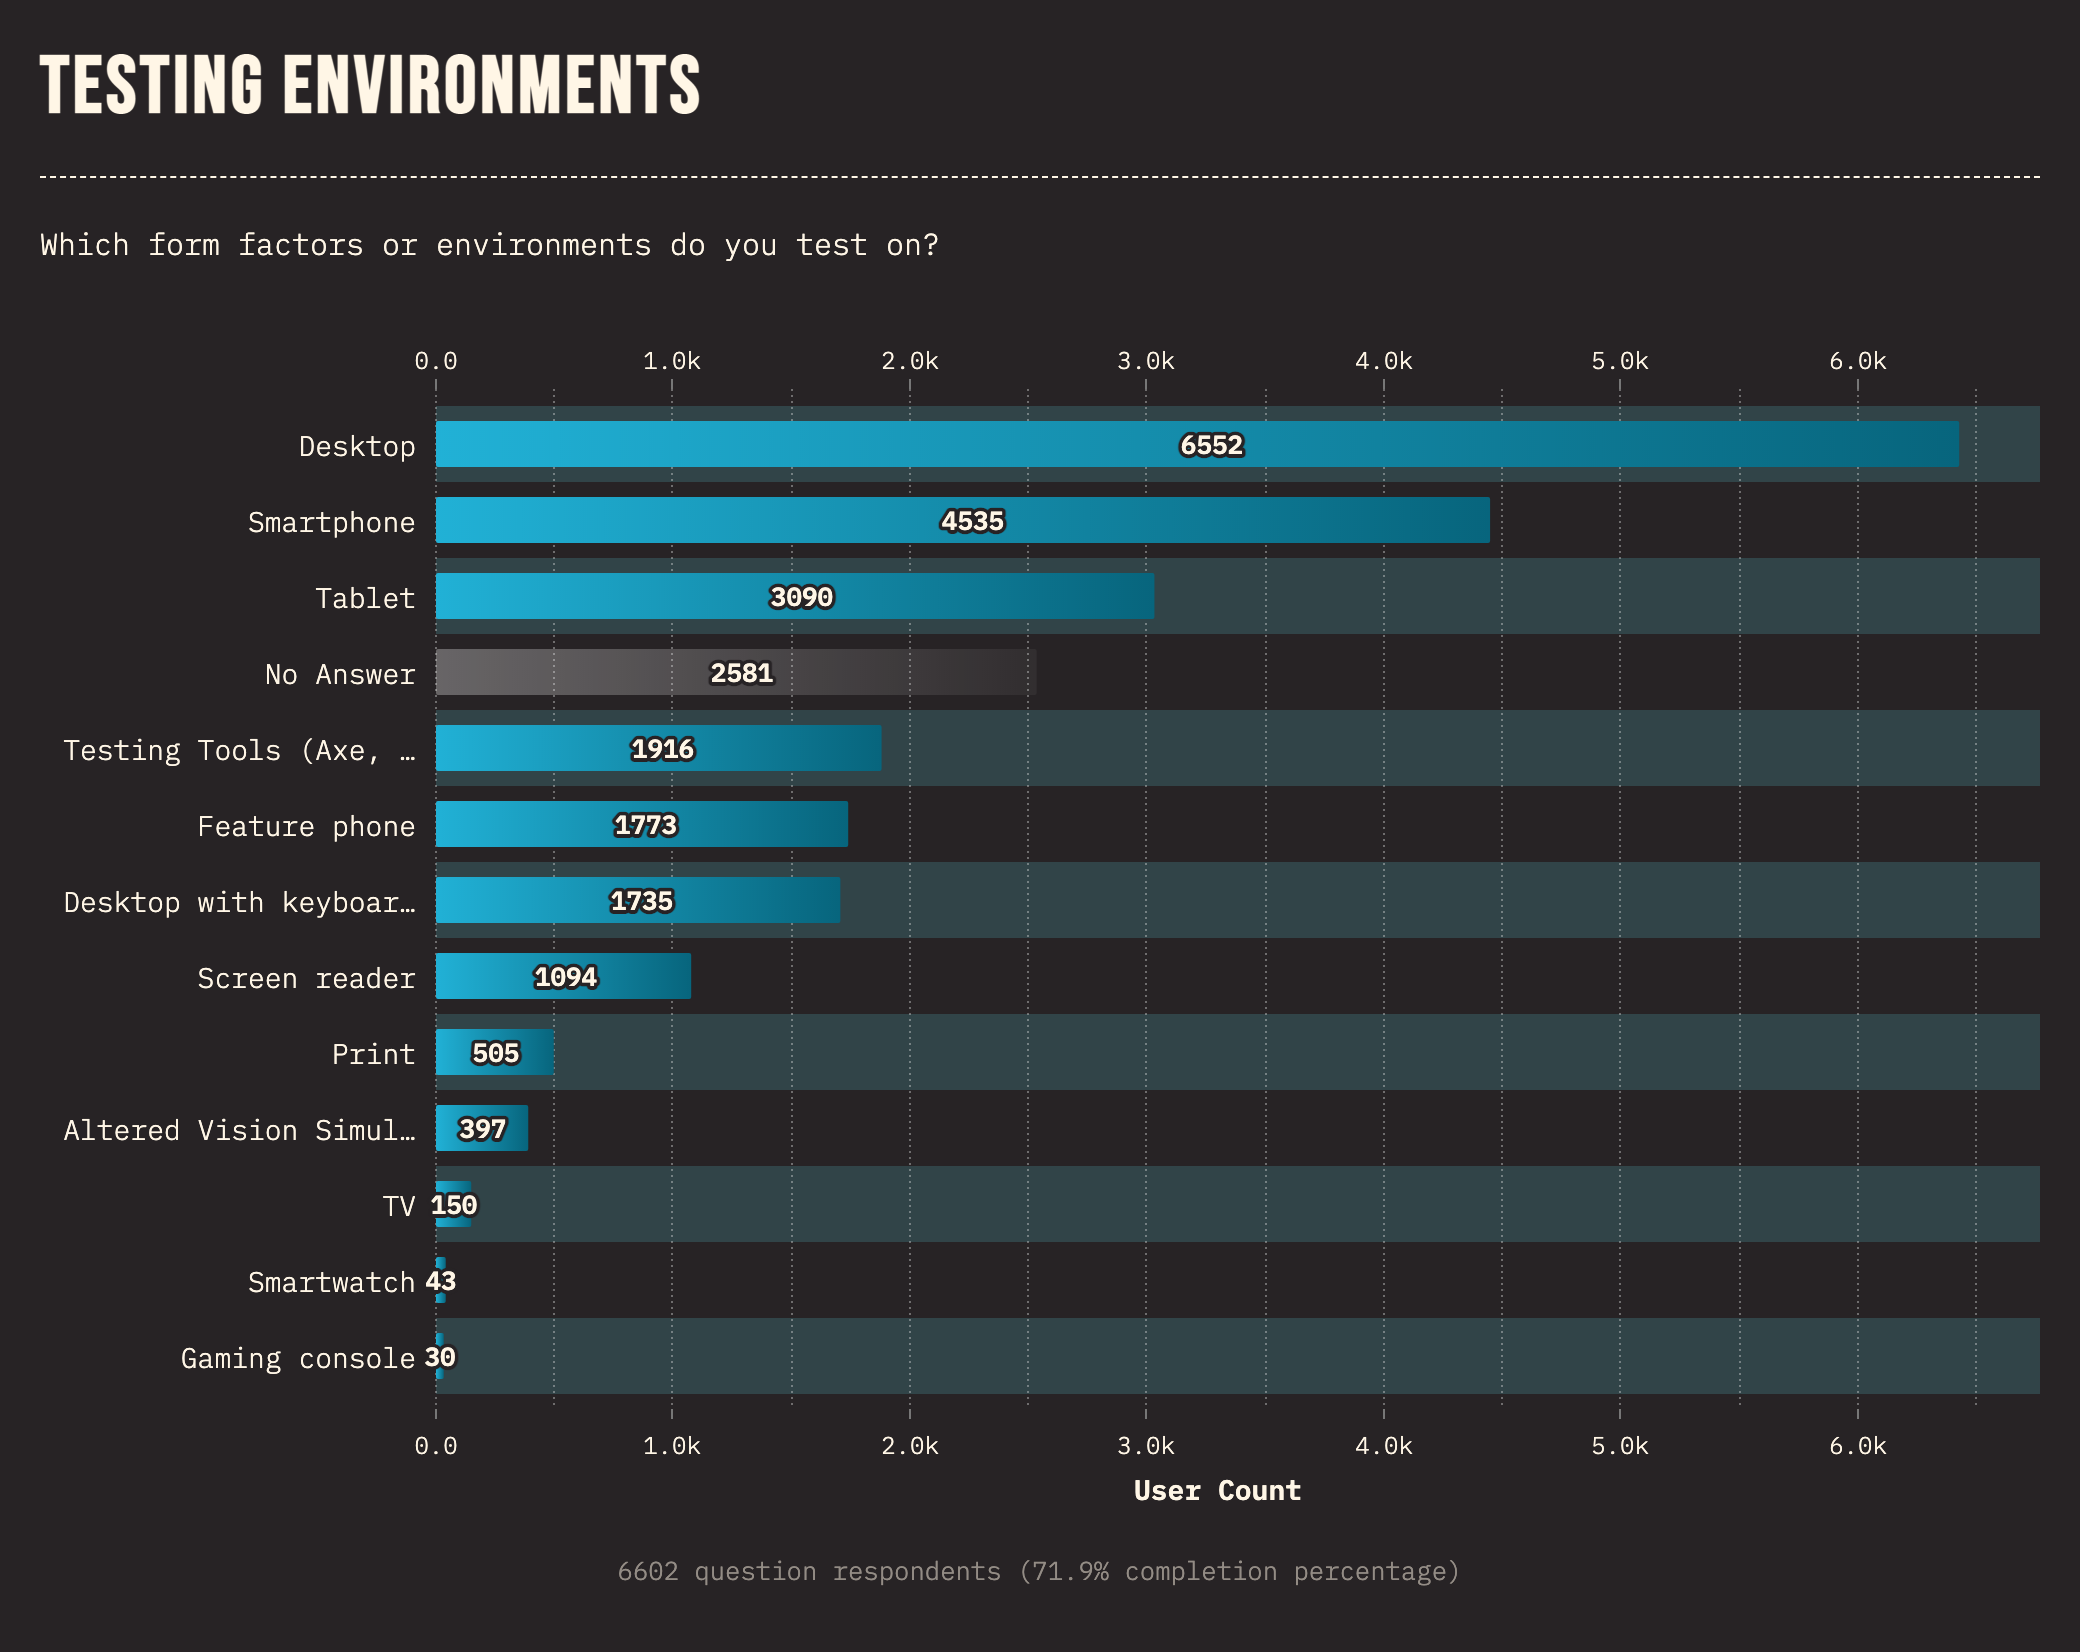 TESTING ENVIRONMENTS
Which form factors or environments do you test on?
0.0 1.0k 2.0k 3.0k 4.0k 5.0k 6.0k
Desktop 6552
Smartphone 4535
Tablet 3090
No Answer 2581
Testing Tools (Axe, … 1916
Feature phone 1773
Desktop with keyboar… 1735
Screen reader 1094
Print 505
Altered Vision Simul… 397
TV 150
Smartwatch 43
Gaming console 30
0.0 1.0k 2.0k 3.0k 4.0k 5.0k 6.0k
User Count
6602 question respondents (71.9% completion percentage)